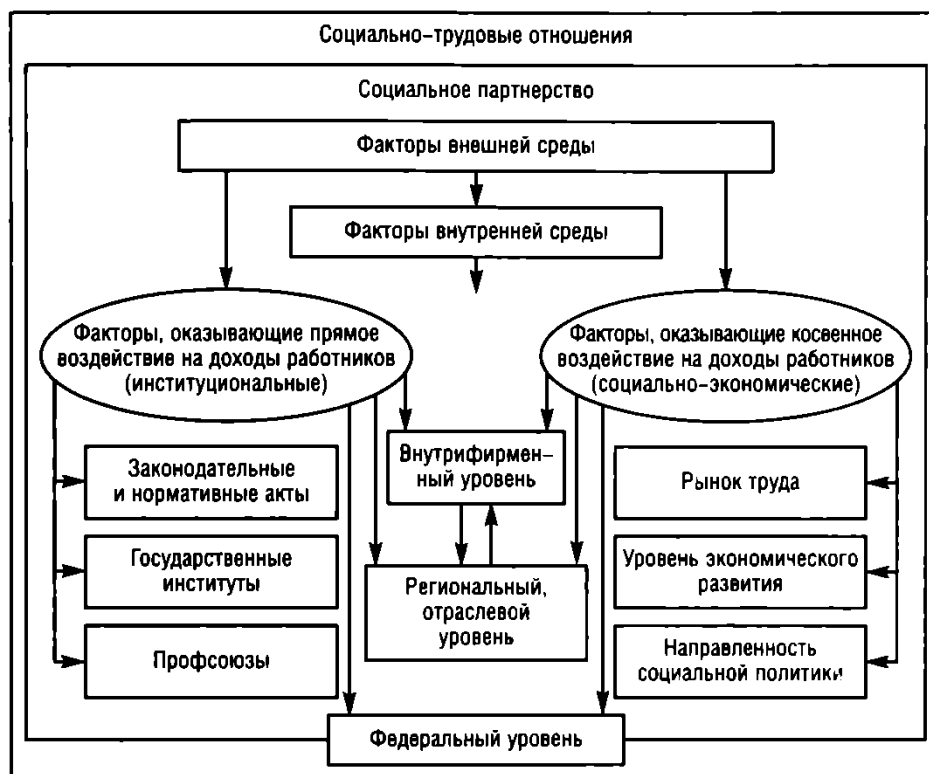 Социально-трудовые отношения
Социальное партнерство
Факторы внешней среды
Факторы внутренней среды
Факторы, оказывающие прямое
воздействие на доходы работников
(институциональные)
Факторы, оказывающие косвенное
воздействие на доходы работников
(социально-экономические)
Внутрифирмен-
ный уровень
Законодательные
и нормативные акты
Рынок труда
Государственные
институты
Региональный,
отраслевой
уровень
Уровень экономического
развития
Профсоюзы
Направленность
социальной политики
Федеральный уровень